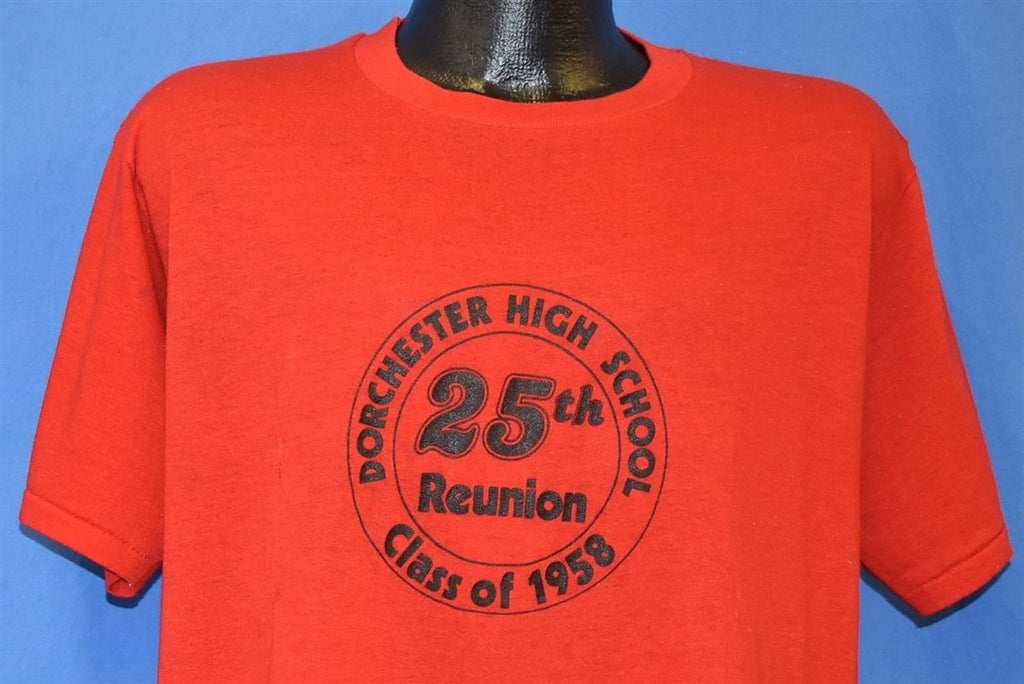 DORCHESTER HIGH SCHOOL
25th
Reunion
Class of 1958